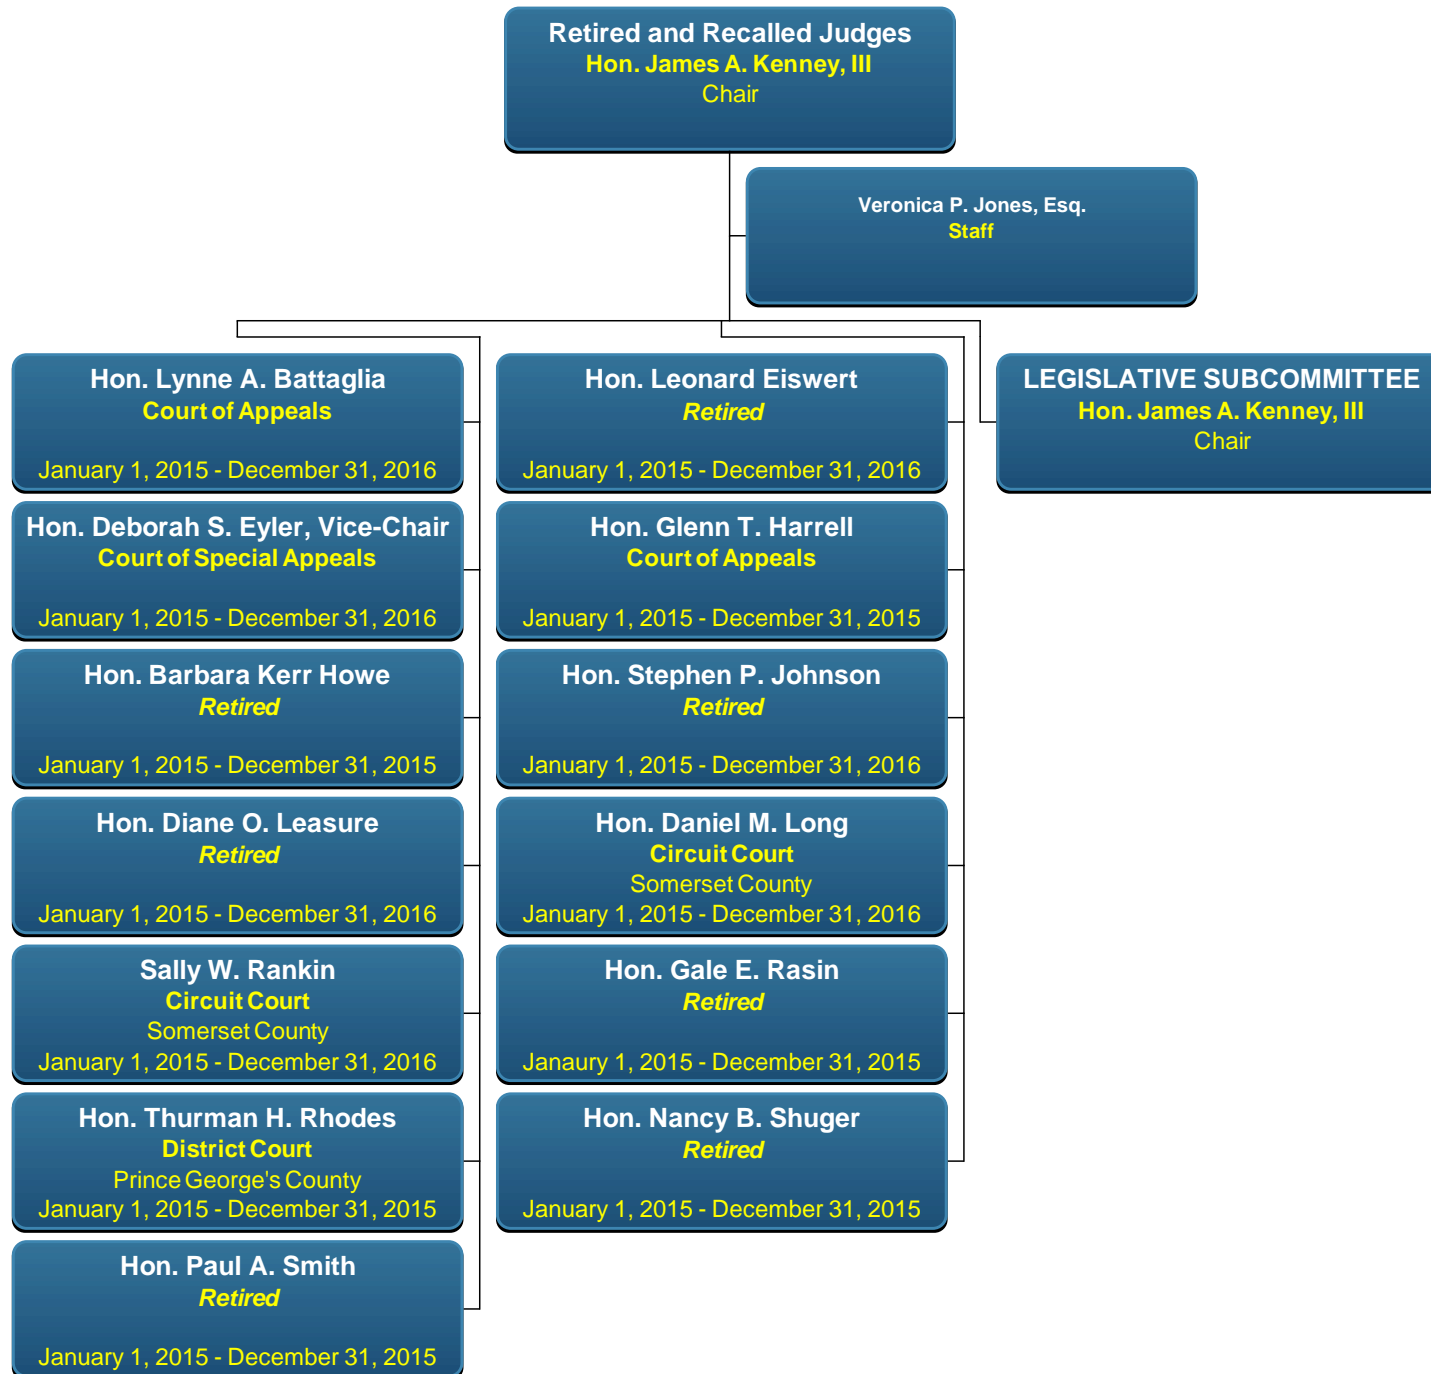 Retired and Recalled Judges
Hon. James A. Kenney, III
Chair
Veronica P. Jones, Esq.
Staff
Hon. Lynne A. Battaglia
Court of Appeals
January 1, 2015 - December 31, 2016
Hon. Deborah S. Eyler, Vice-Chair
Court of Special Appeals
January 1, 2015 - December 31, 2016
Hon. Barbara Kerr Howe
Retired
January 1, 2015 - December 31, 2015
Hon. Diane O. Leasure
Retired
January 1, 2015 - December 31, 2016
Sally W. Rankin
Circuit Court
Somerset County
January 1, 2015 - December 31, 2016
Hon. Thurman H. Rhodes
District Court
Prince George's County
January 1, 2015 - December 31, 2015
Hon. Paul A. Smith
Retired
January 1, 2015 - December 31, 2015
Hon. Leonard Eiswert
Retired
January 1, 2015 - December 31, 2016
Hon. Glenn T. Harrell
Court of Appeals
January 1, 2015 - December 31, 2015
Hon. Stephen P. Johnson
Retired
January 1, 2015 - December 31, 2016
Hon. Daniel M. Long
Circuit Court
Somerset County
January 1, 2015 - December 31, 2016
Hon. Gale E. Rasin
Retired
Janaury 1, 2015 - December 31, 2015
Hon. Nancy B. Shuger
Retired
January 1, 2015 - December 31, 2015
LEGISLATIVE SUBCOMMITTEE
Hon. James A. Kenney, III
Chair